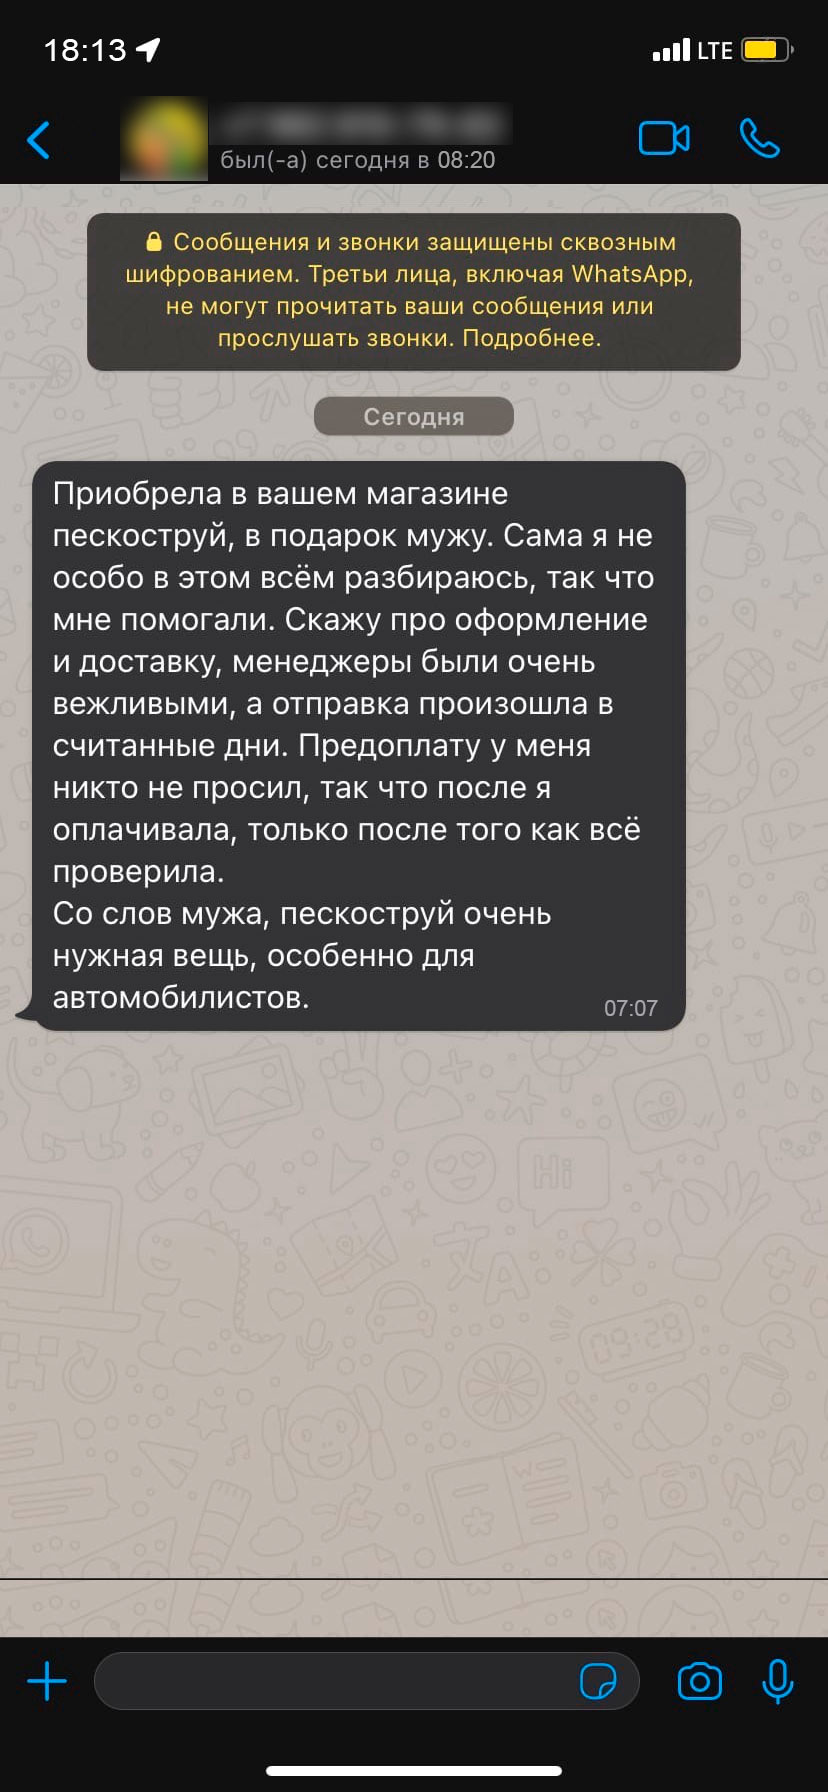 18:13
LTE
был(-а) сегодня в 08:20
Сообщения и звонки защищены сквозным
шифрованием. Третьи лица, включая WhatsApp,
не могут прочитать ваши сообщения или
прослушать звонки. Подробнее.
Сегодня
Приобрела в вашем магазине
пескоструй, в подарок мужу. Сама я не
особо в этом всём разбираюсь, так что
мне помогали. Скажу про оформление
и доставку, менеджеры были очень
вежливыми, а отправка произошла в
считанные дни. Предоплату у меня
никто не просил, так что после я
оплачивала, только после того как всё
проверила.
Со слов мужа, пескоструй очень
нужная вещь, особенно для
автомобилистов.
07:07
Hi
09:28